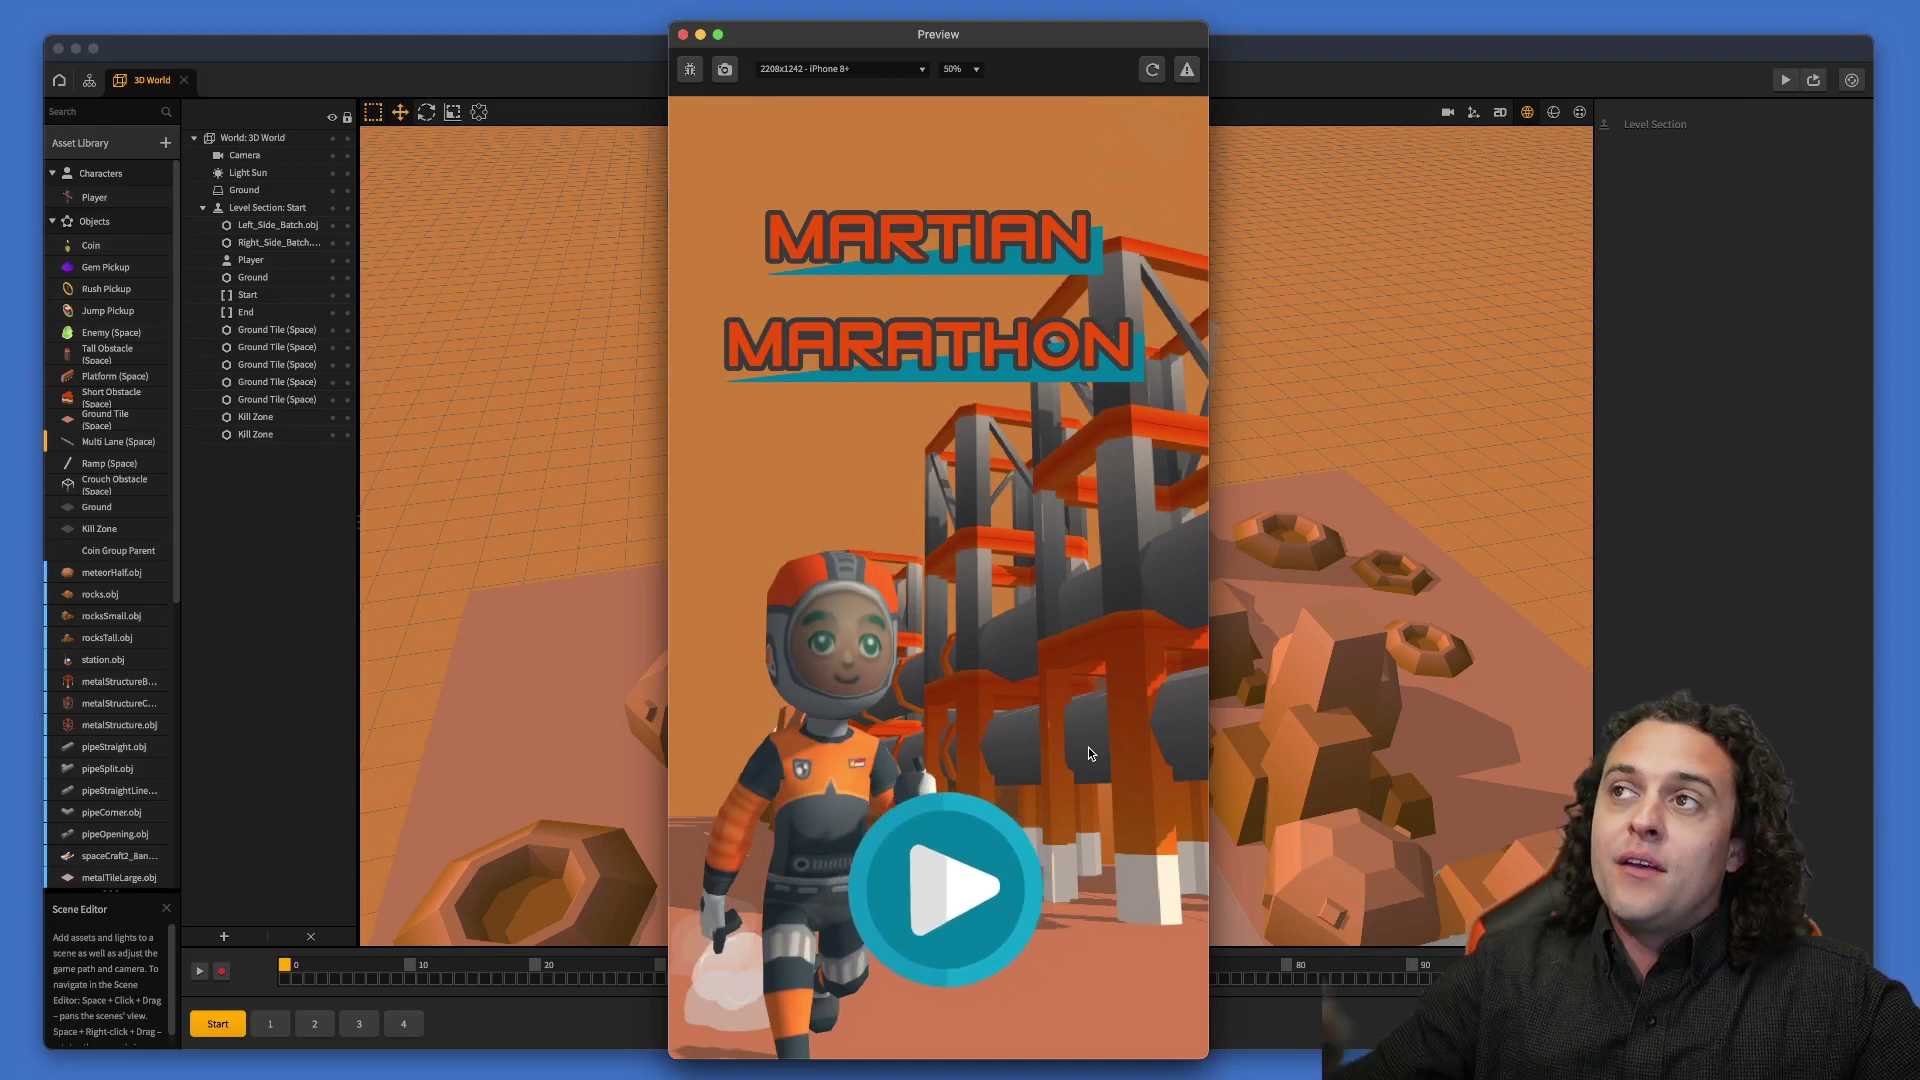 Preview
3D World
2208x1242 - iPhone 8+
50%
Search
Asset Library
Characters
Player
Objects
Coin
Gem Pickup
Rush Pickup
Jump Pickup
Enemy (Space)
Tall Obstacle
(Space)
Platform (Space)
Short Obstacle
(Space)
Ground Tile
(Space)
Multi Lane (Space)
Ramp (Space)
Crouch Obstacle
(Space)
Ground
Kill Zone
Coin Group Parent
meteorHalf.obj
rocks.obj
rocksSmall.obj
rocksTall.obj
station.obj
metalStructureB...
metalStructureC...
metalStructure.obj
pipeStraight.obj
pipeSplit.obj
pipeStraightLine...
pipeCorner.obj
pipeOpening.obj
spaceCraft2_8an...
metalTileLarge.obj
Scene Editor
Add assets and lights to a
scene as well as adjust the
game path and camera. To
navigate in the Scene
Editor: Space + Click + Drag
– pans the scenes' view.
Space + Right-click + Drag –
World: 3D World
Camera
Light Sun
Ground
Level Section: Start
Left_Side_Batch.obj
Right_Side_Batch....
Player
Ground
Start
End
Ground Tile (Space)
Ground Tile (Space)
Ground Tile (Space)
Ground Tile (Space)
Ground Tile (Space)
Kill Zone
Kill Zone
MARTIAN
MARATHON
2D
Level Section
0
10
20
80
90
Start
1
2
3
4